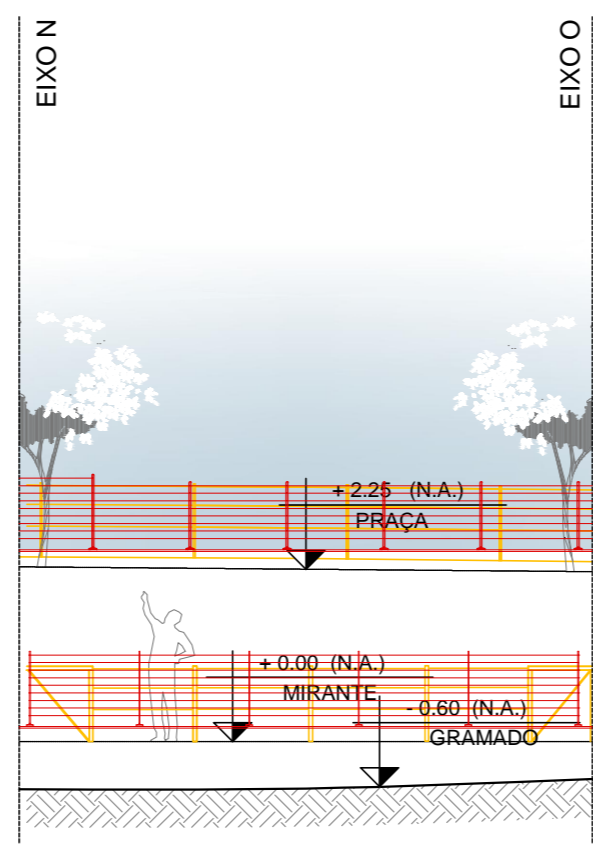 EIXO N
EIXO O
+ 2.25 (N.A.)
PRAÇA
+ 0.00 (N.A.)
MIRANTE
- 0.60 (N.A.)
GRAMADO